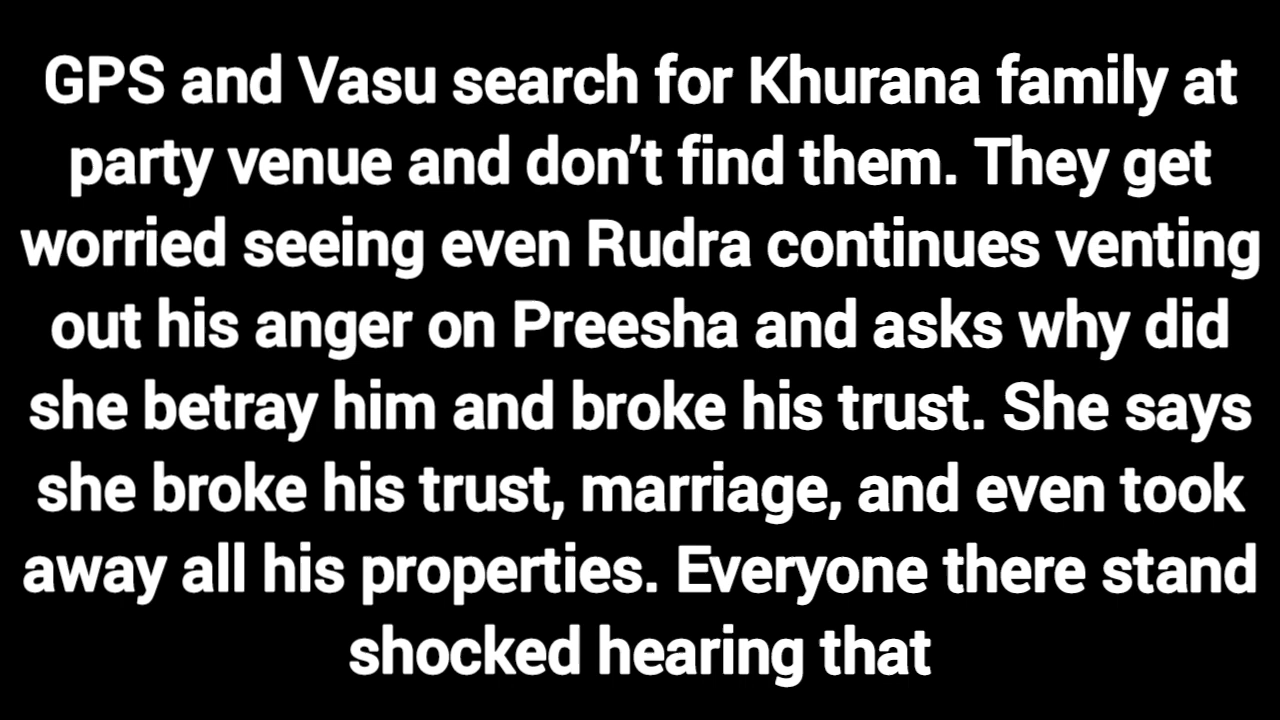 GPS and Vasu search for Khurana family at
party venue and don’t find them. They get
worried seeing even Rudra continues venting
out his anger on Preesha and asks why did
she betray him and broke his trust. She says
she broke his trust, marriage, and even took
away all his properties. Everyone there stand
shocked hearing that